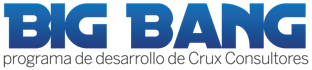 BIG BANG
programa de desarrollo de Crux Consultores